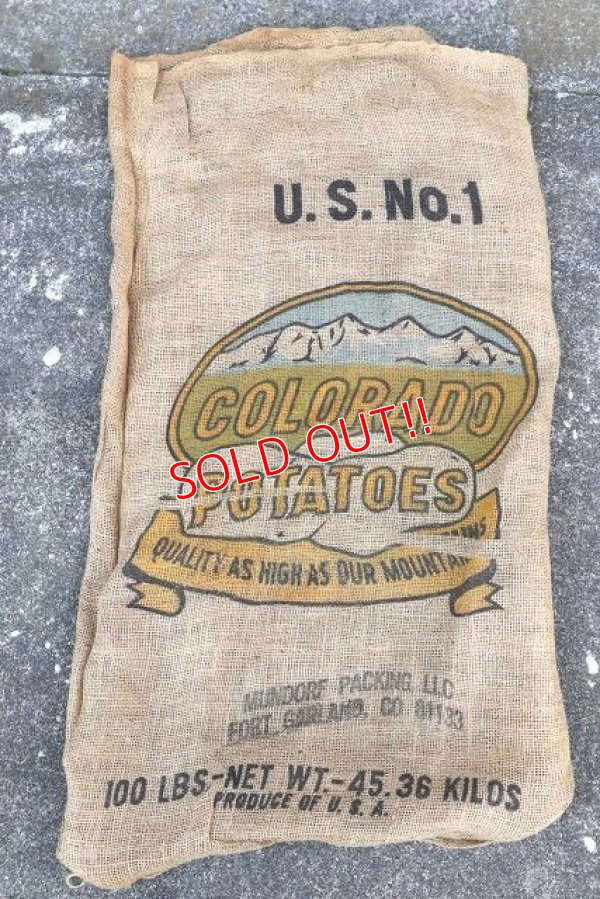 U.S. No.1
COLORADO
SOLD OUT!!
POTATOES
QUALITY AS HIGH AS OUR MOUNTAINS
MUNDORF PACKING LLC
FORT GARLAND, CO 81133
100 LBS-NET WT.-45.36 KILOS
PRODUCE OF U.S.A.